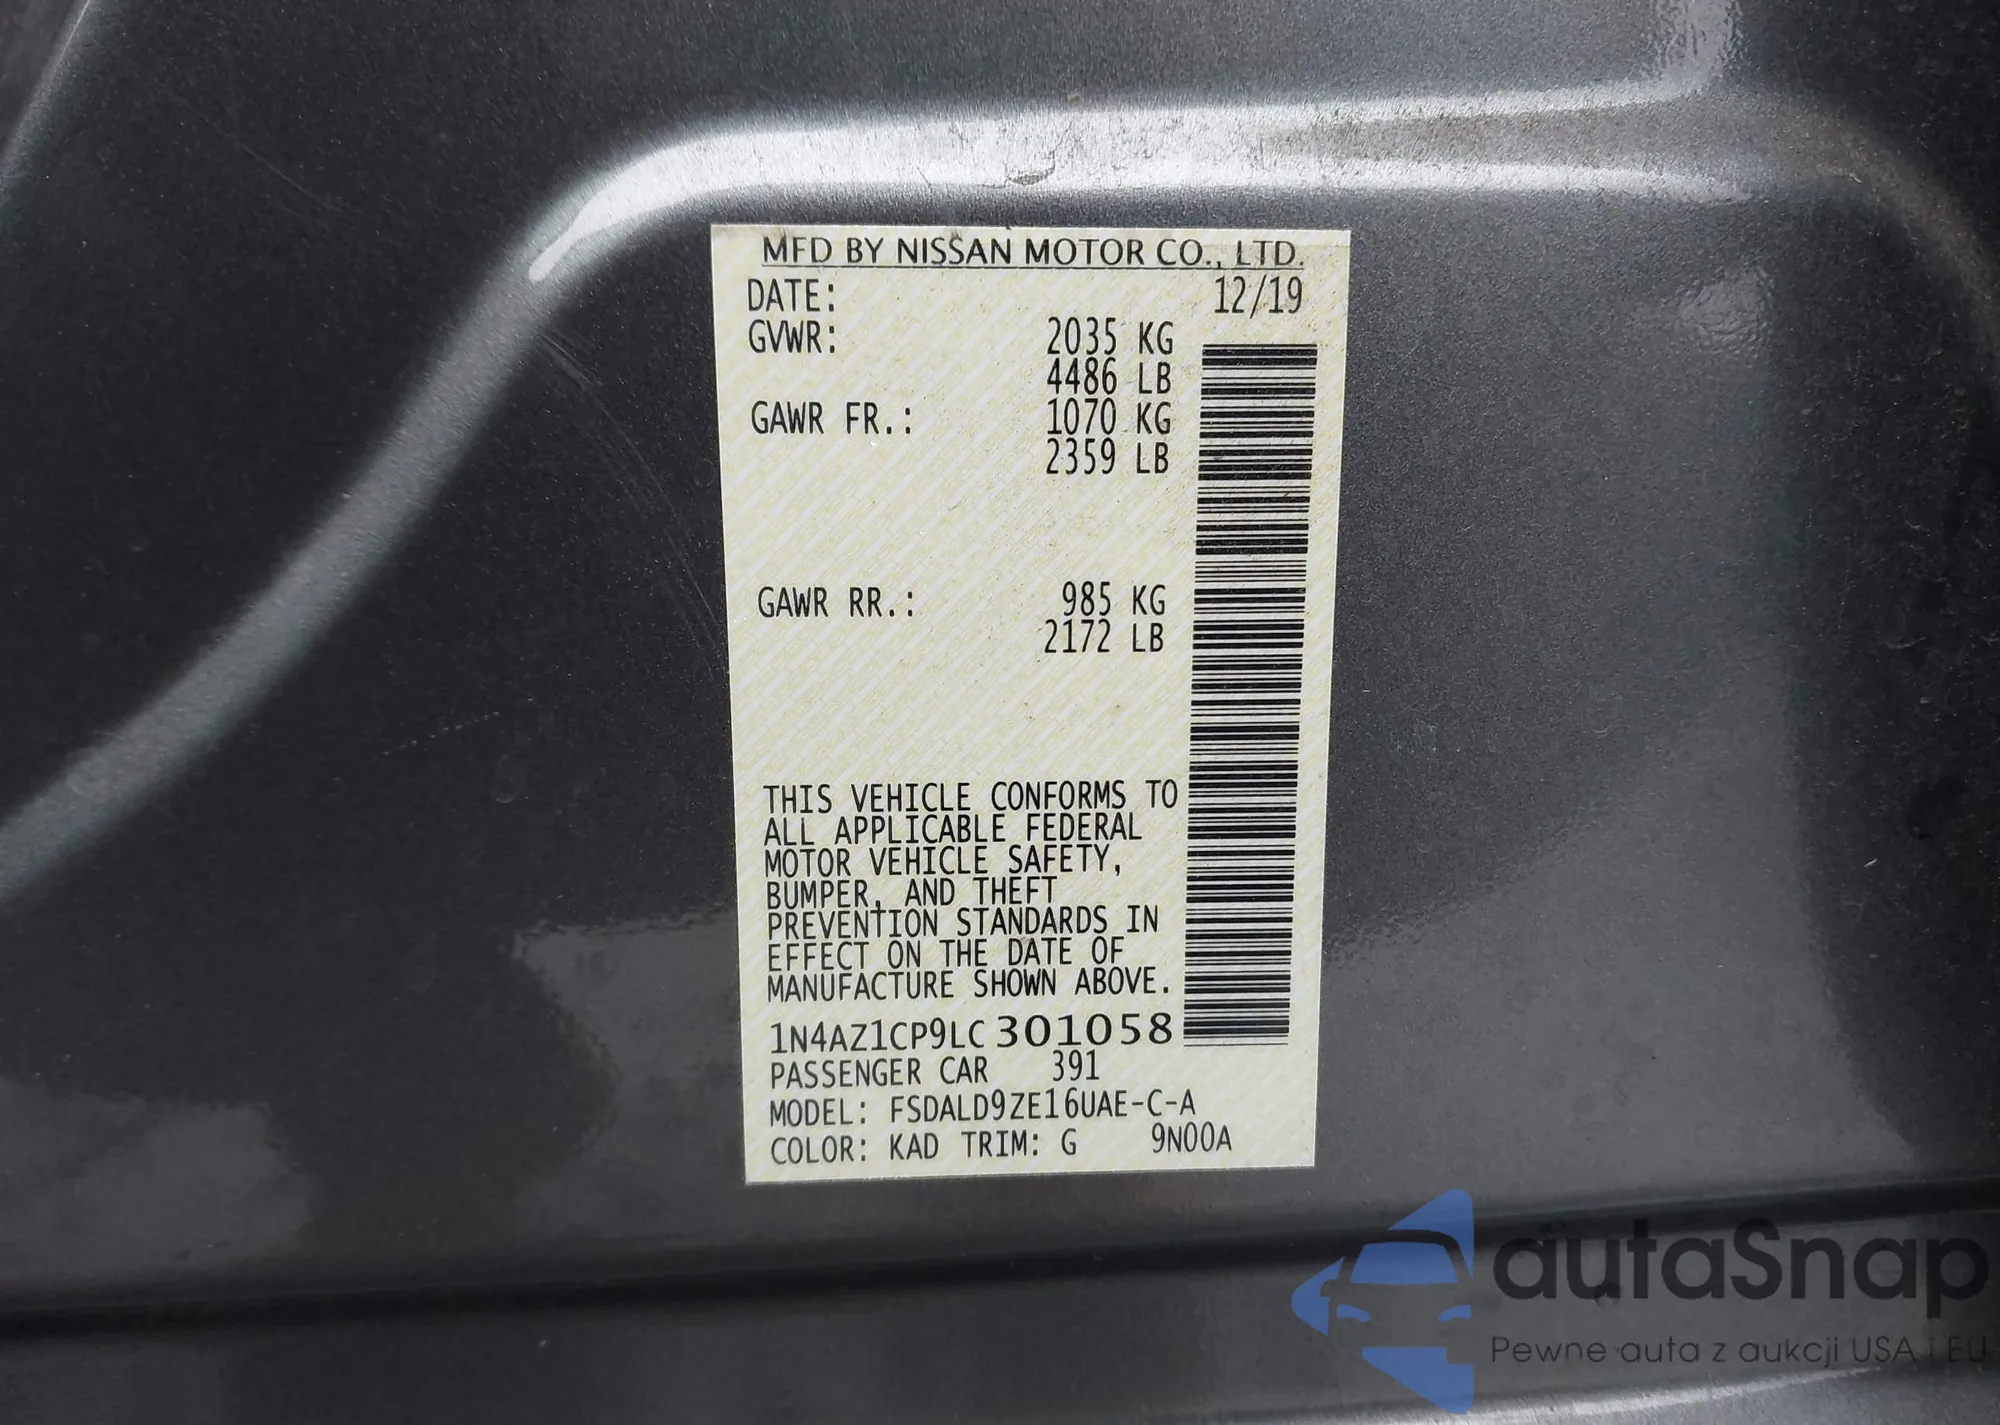 MFD BY NISSAN MOTOR CO., LTD.
DATE: 12/19
GVWR: 2035 KG
4486 LB
GAWR FR.: 1070 KG
2359 LB
GAWR RR.: 985 KG
2172 LB
THIS VEHICLE CONFORMS TO
ALL APPLICABLE FEDERAL
MOTOR VEHICLE SAFETY,
BUMPER, AND THEFT
PREVENTION STANDARDS IN
EFFECT ON THE DATE OF
MANUFACTURE SHOWN ABOVE.
1N4AZ1CP9LC301058
PASSENGER CAR 391
MODEL: FSDALD9ZE16UAE-C-A
COLOR: KAD TRIM: G 9N00A
autaSnap
Pewne auta z aukcji USA i EU